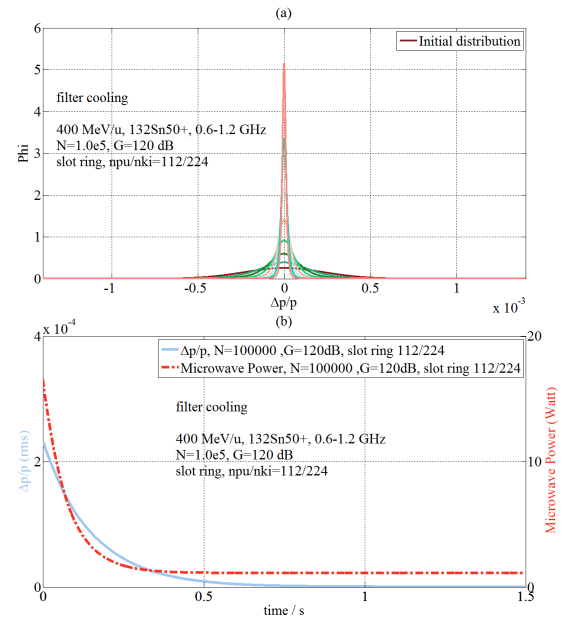 (a)
6
5
4
3
2
1
0
Phi
Initial distribution
filter cooling
400 MeV/u, 132Sn50+, 0.6-1.2 GHz
N=1.0e5, G=120 dB
slot ring, npu/nki=112/224
-1
-0.5
0
0.5
1
x 10⁻³
Δp/p
(b)
x 10⁻⁴
4
2
0
Δp/p (rms)
20
10
0
Microwave Power (Watt)
Δp/p, N=100000 ,G=120dB, slot ring 112/224
Microwave Power, N=100000 ,G=120dB, slot ring 112/224
filter cooling
400 MeV/u, 132Sn50+, 0.6-1.2 GHz
N=1.0e5, G=120 dB
slot ring, npu/nki=112/224
0
0.5
1
1.5
time / s